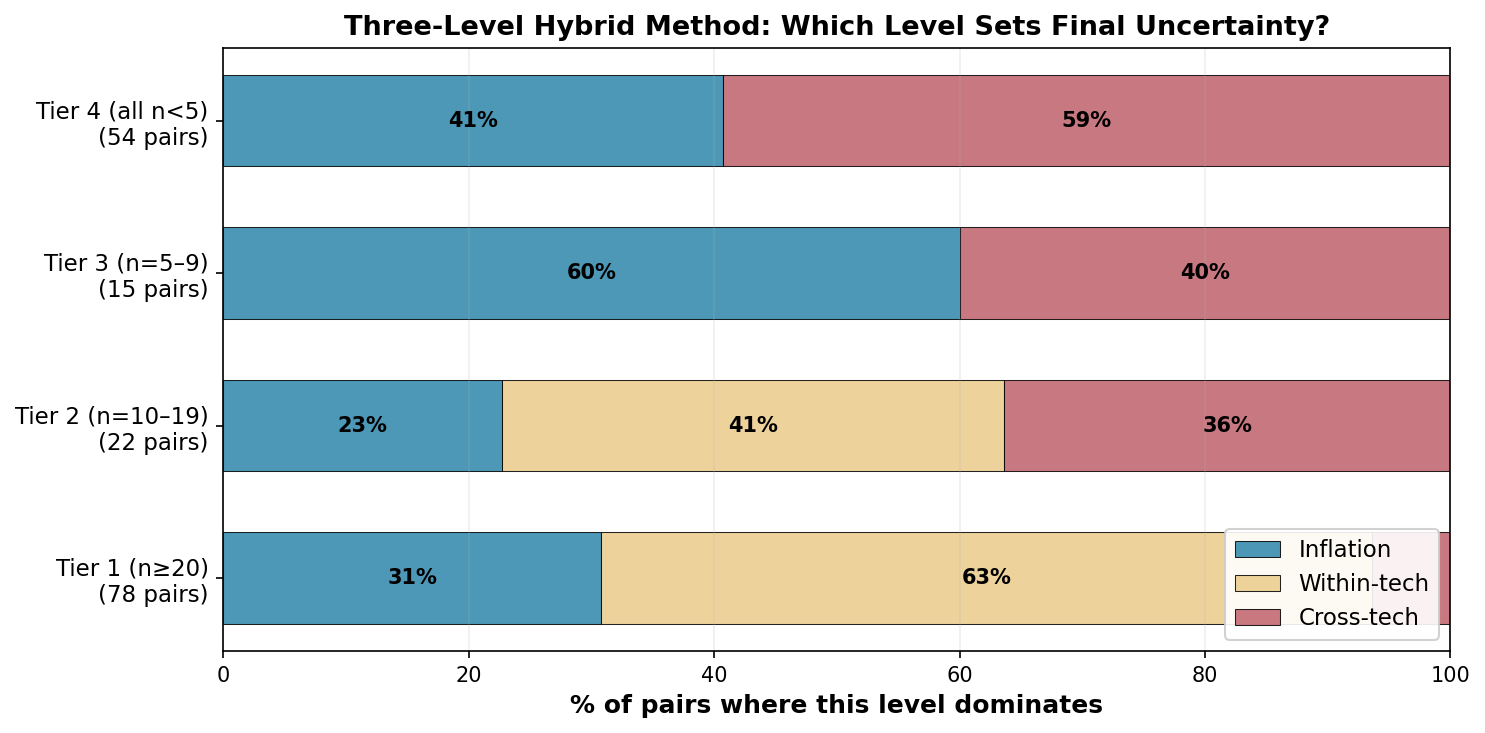 Three-Level Hybrid Method: Which Level Sets Final Uncertainty?
Tier 4 (all n<5)
(54 pairs)
41%
59%
Tier 3 (n=5–9)
(15 pairs)
60%
40%
Tier 2 (n=10–19)
(22 pairs)
23%
41%
36%
Tier 1 (n≥20)
(78 pairs)
31%
63%
Inflation
Within-tech
Cross-tech
0
20
40
60
80
100
% of pairs where this level dominates